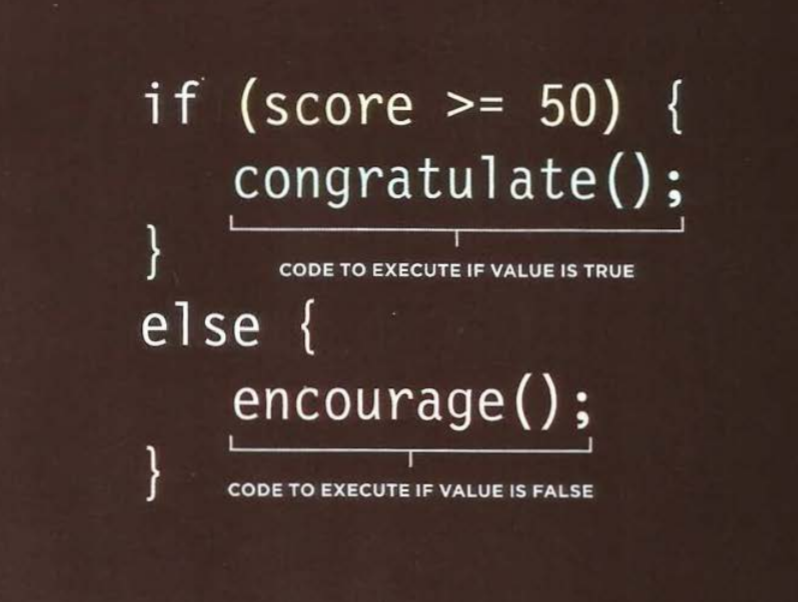 if (score >= 50) {
congratulate();
}
CODE TO EXECUTE IF VALUE IS TRUE
else {
encourage();
}
CODE TO EXECUTE IF VALUE IS FALSE